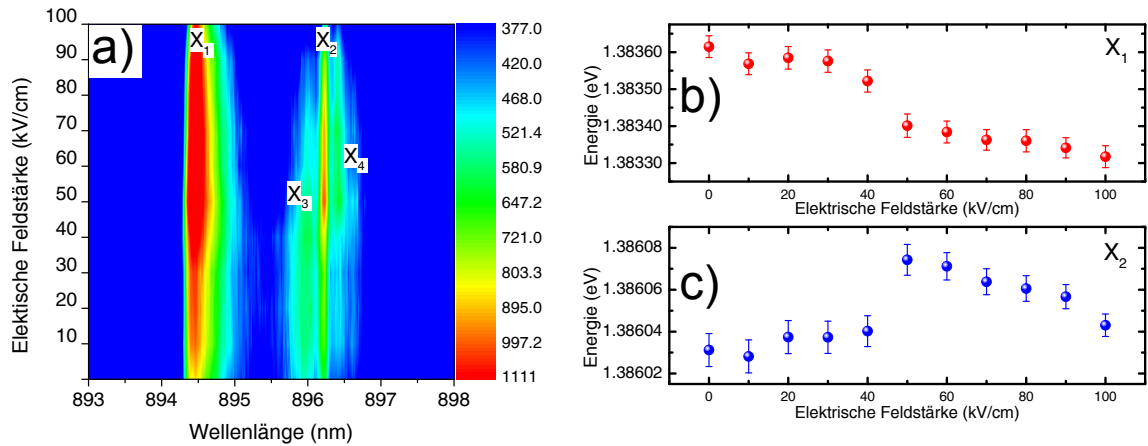 a)
X₁
X₂
X₃
X₄
Elektische Feldstärke (kV/cm)
100
90
80
70
60
50
40
30
20
10
893 894 895 896 897 898
Wellenlänge (nm)
377.0
420.0
468.0
521.4
580.9
647.2
721.0
803.3
895.0
997.2
1111
b)
X₁
Energie (eV)
1.38360
1.38350
1.38340
1.38330
0 20 40 60 80 100
Elektrische Feldstärke (kV/cm)
c)
X₂
Energie (eV)
1.38608
1.38606
1.38604
1.38602
0 20 40 60 80 100
Elektrische Feldstärke (kV/cm)